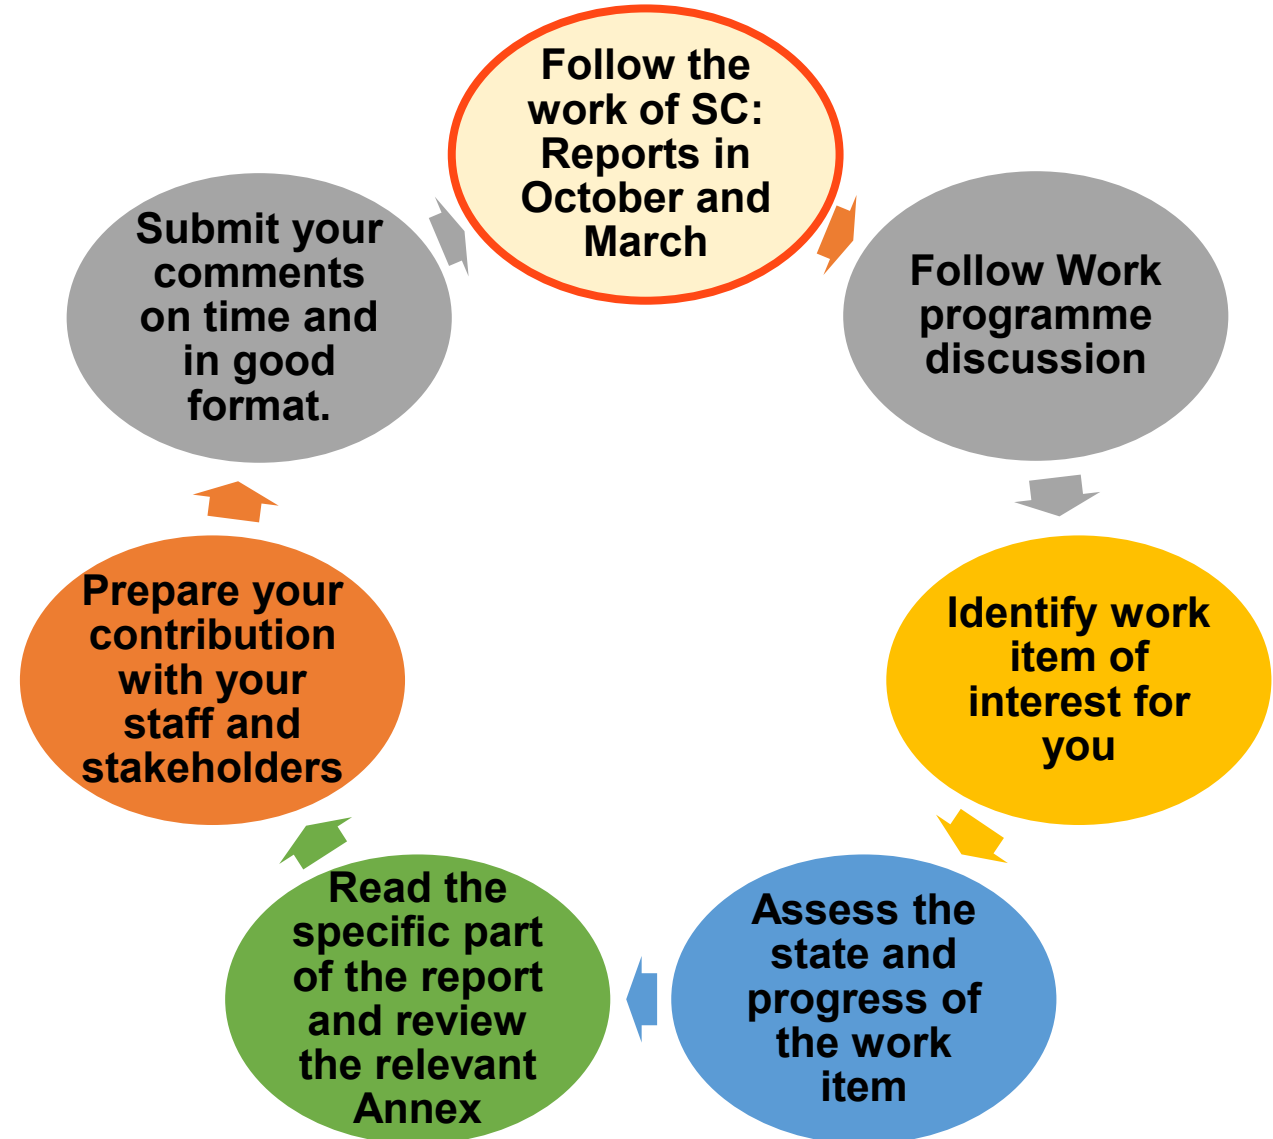 Follow the
work of SC:
Reports in
October and
March
Follow Work
programme
discussion
Identify work
item of
interest for
you
Assess the
state and
progress of
the work
item
Read the
specific part
of the report
and review
the relevant
Annex
Prepare your
contribution
with your
staff and
stakeholders
Submit your
comments
on time and
in good
format.